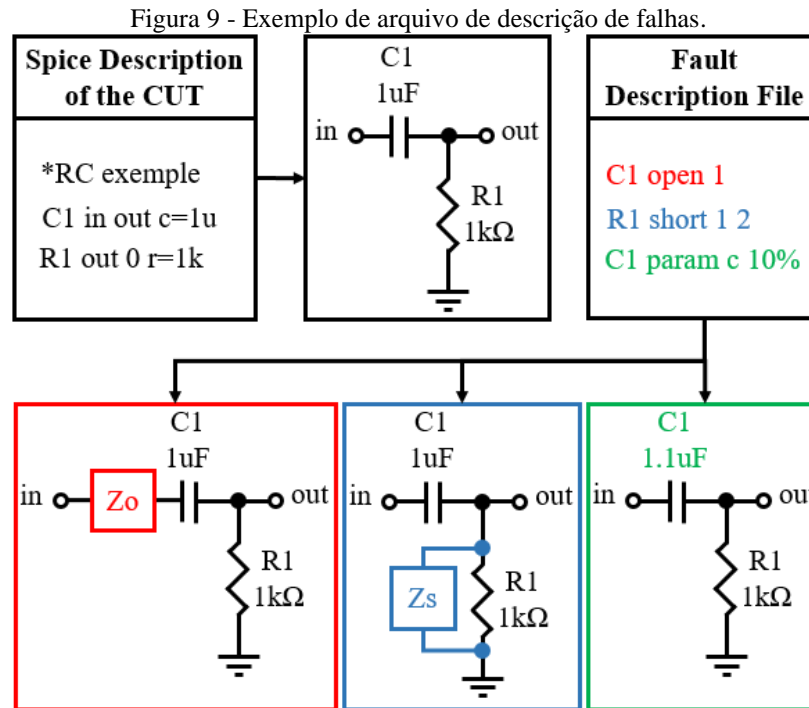 Figura 9 - Exemplo de arquivo de descrição de falhas.
Spice Description
of the CUT
*RC exemple
C1 in out c=1u
R1 out 0 r=1k
C1
1uF
in
out
R1
1kΩ
Fault
Description File
C1 open 1
R1 short 1 2
C1 param c 10%
C1
1uF
in
Zo
out
R1
1kΩ
C1
1uF
in
out
Zs
R1
1kΩ
C1
1.1uF
in
out
R1
1kΩ